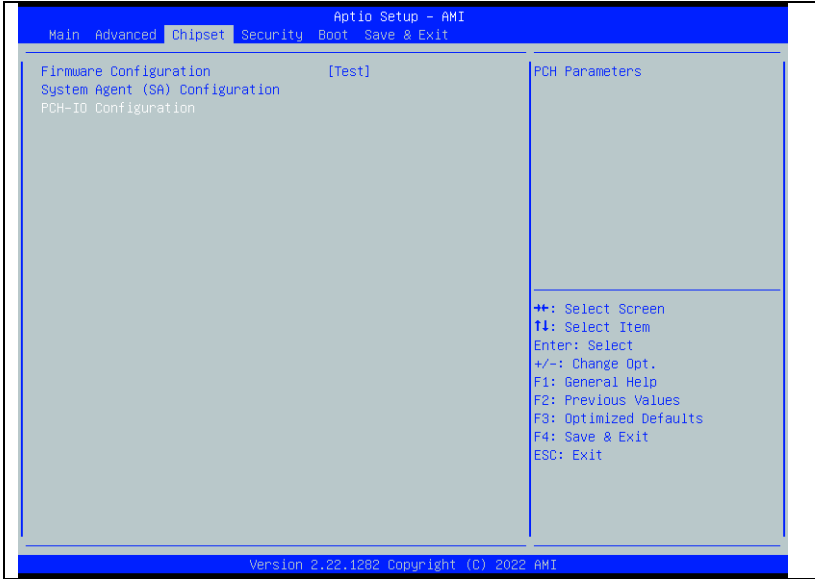 Aptio Setup – AMI
Main Advanced Chipset Security Boot Save & Exit
Firmware Configuration [Test]
System Agent (SA) Configuration
PCH-IO Configuration
PCH Parameters
→←: Select Screen
↑↓: Select Item
Enter: Select
+/-: Change Opt.
F1: General Help
F2: Previous Values
F3: Optimized Defaults
F4: Save & Exit
ESC: Exit
Version 2.22.1282 Copyright (C) 2022 AMI